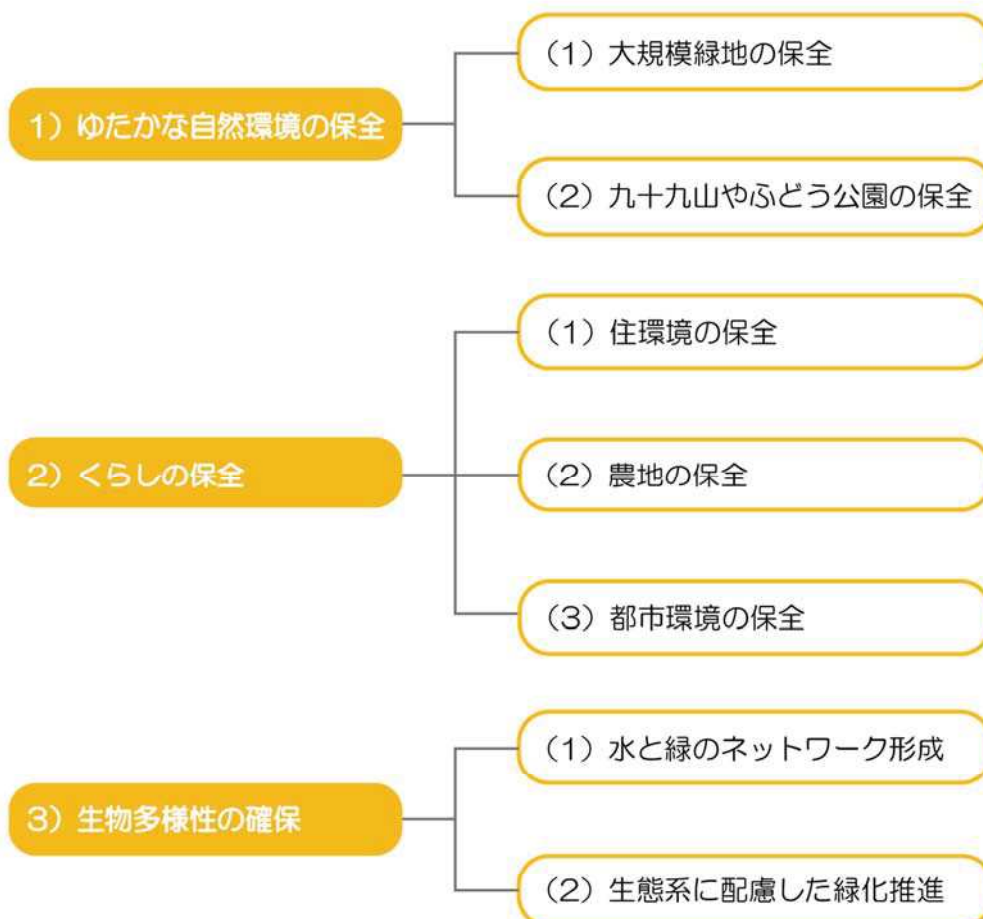 1）ゆたかな自然環境の保全
（1）大規模緑地の保全
（2）九十九山やふどう公園の保全
2）くらしの保全
（1）住環境の保全
（2）農地の保全
（3）都市環境の保全
3）生物多様性の確保
（1）水と緑のネットワーク形成
（2）生態系に配慮した緑化推進